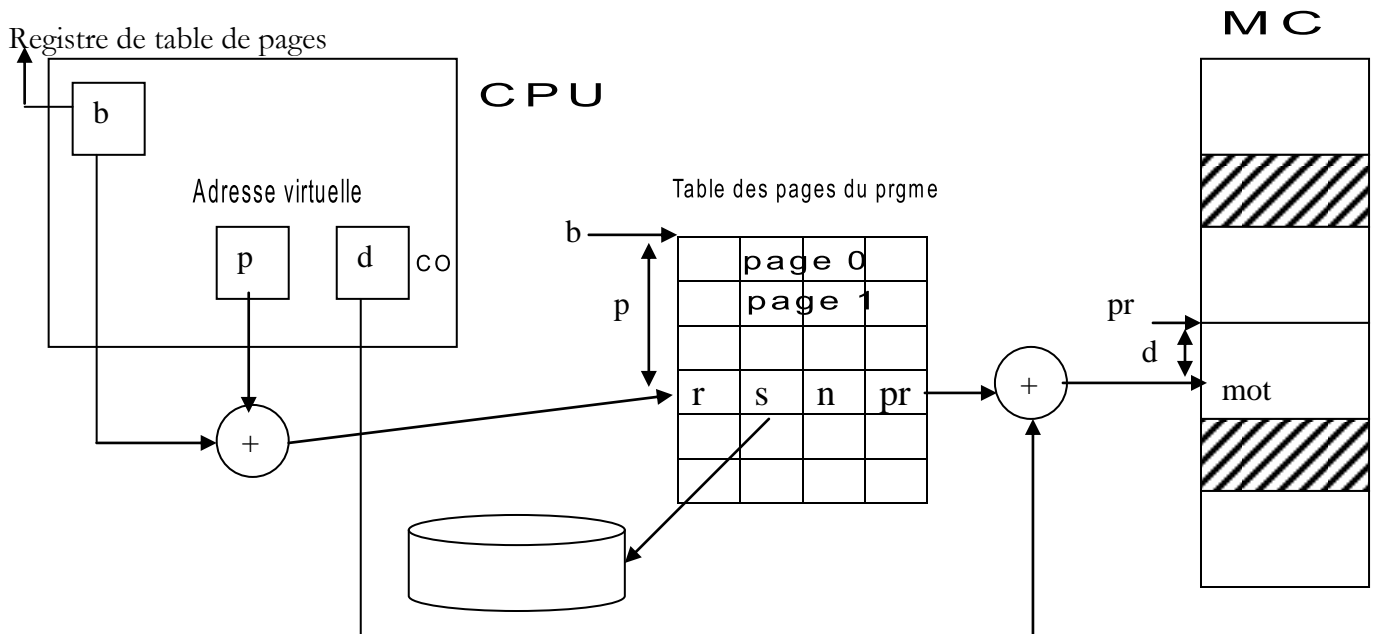 M C
Registre de table de pages
CPU
b
Adresse virtuelle
Table des pages du prgme
b
p
d
co
page 0
page 1
p
pr
d
r s n pr
+
mot
+